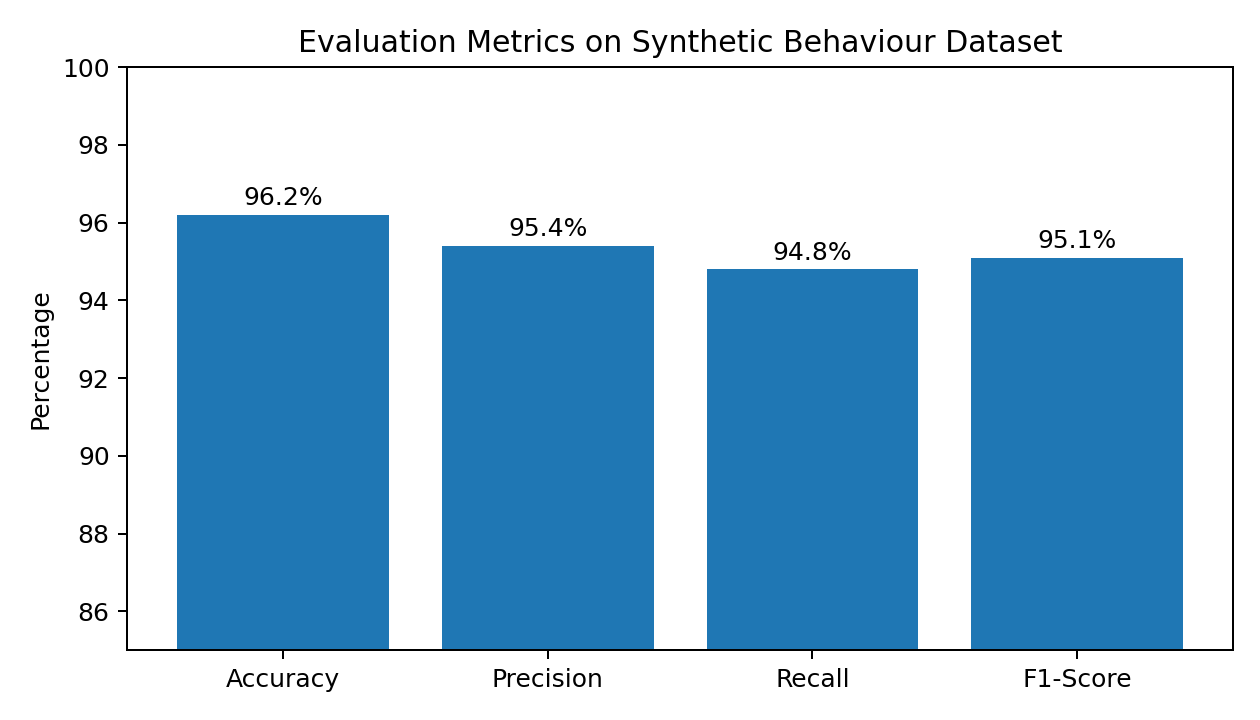 Evaluation Metrics on Synthetic Behaviour Dataset
100
98
96
94
92
90
88
86
Percentage
96.2%
95.4%
94.8%
95.1%
Accuracy
Precision
Recall
F1-Score